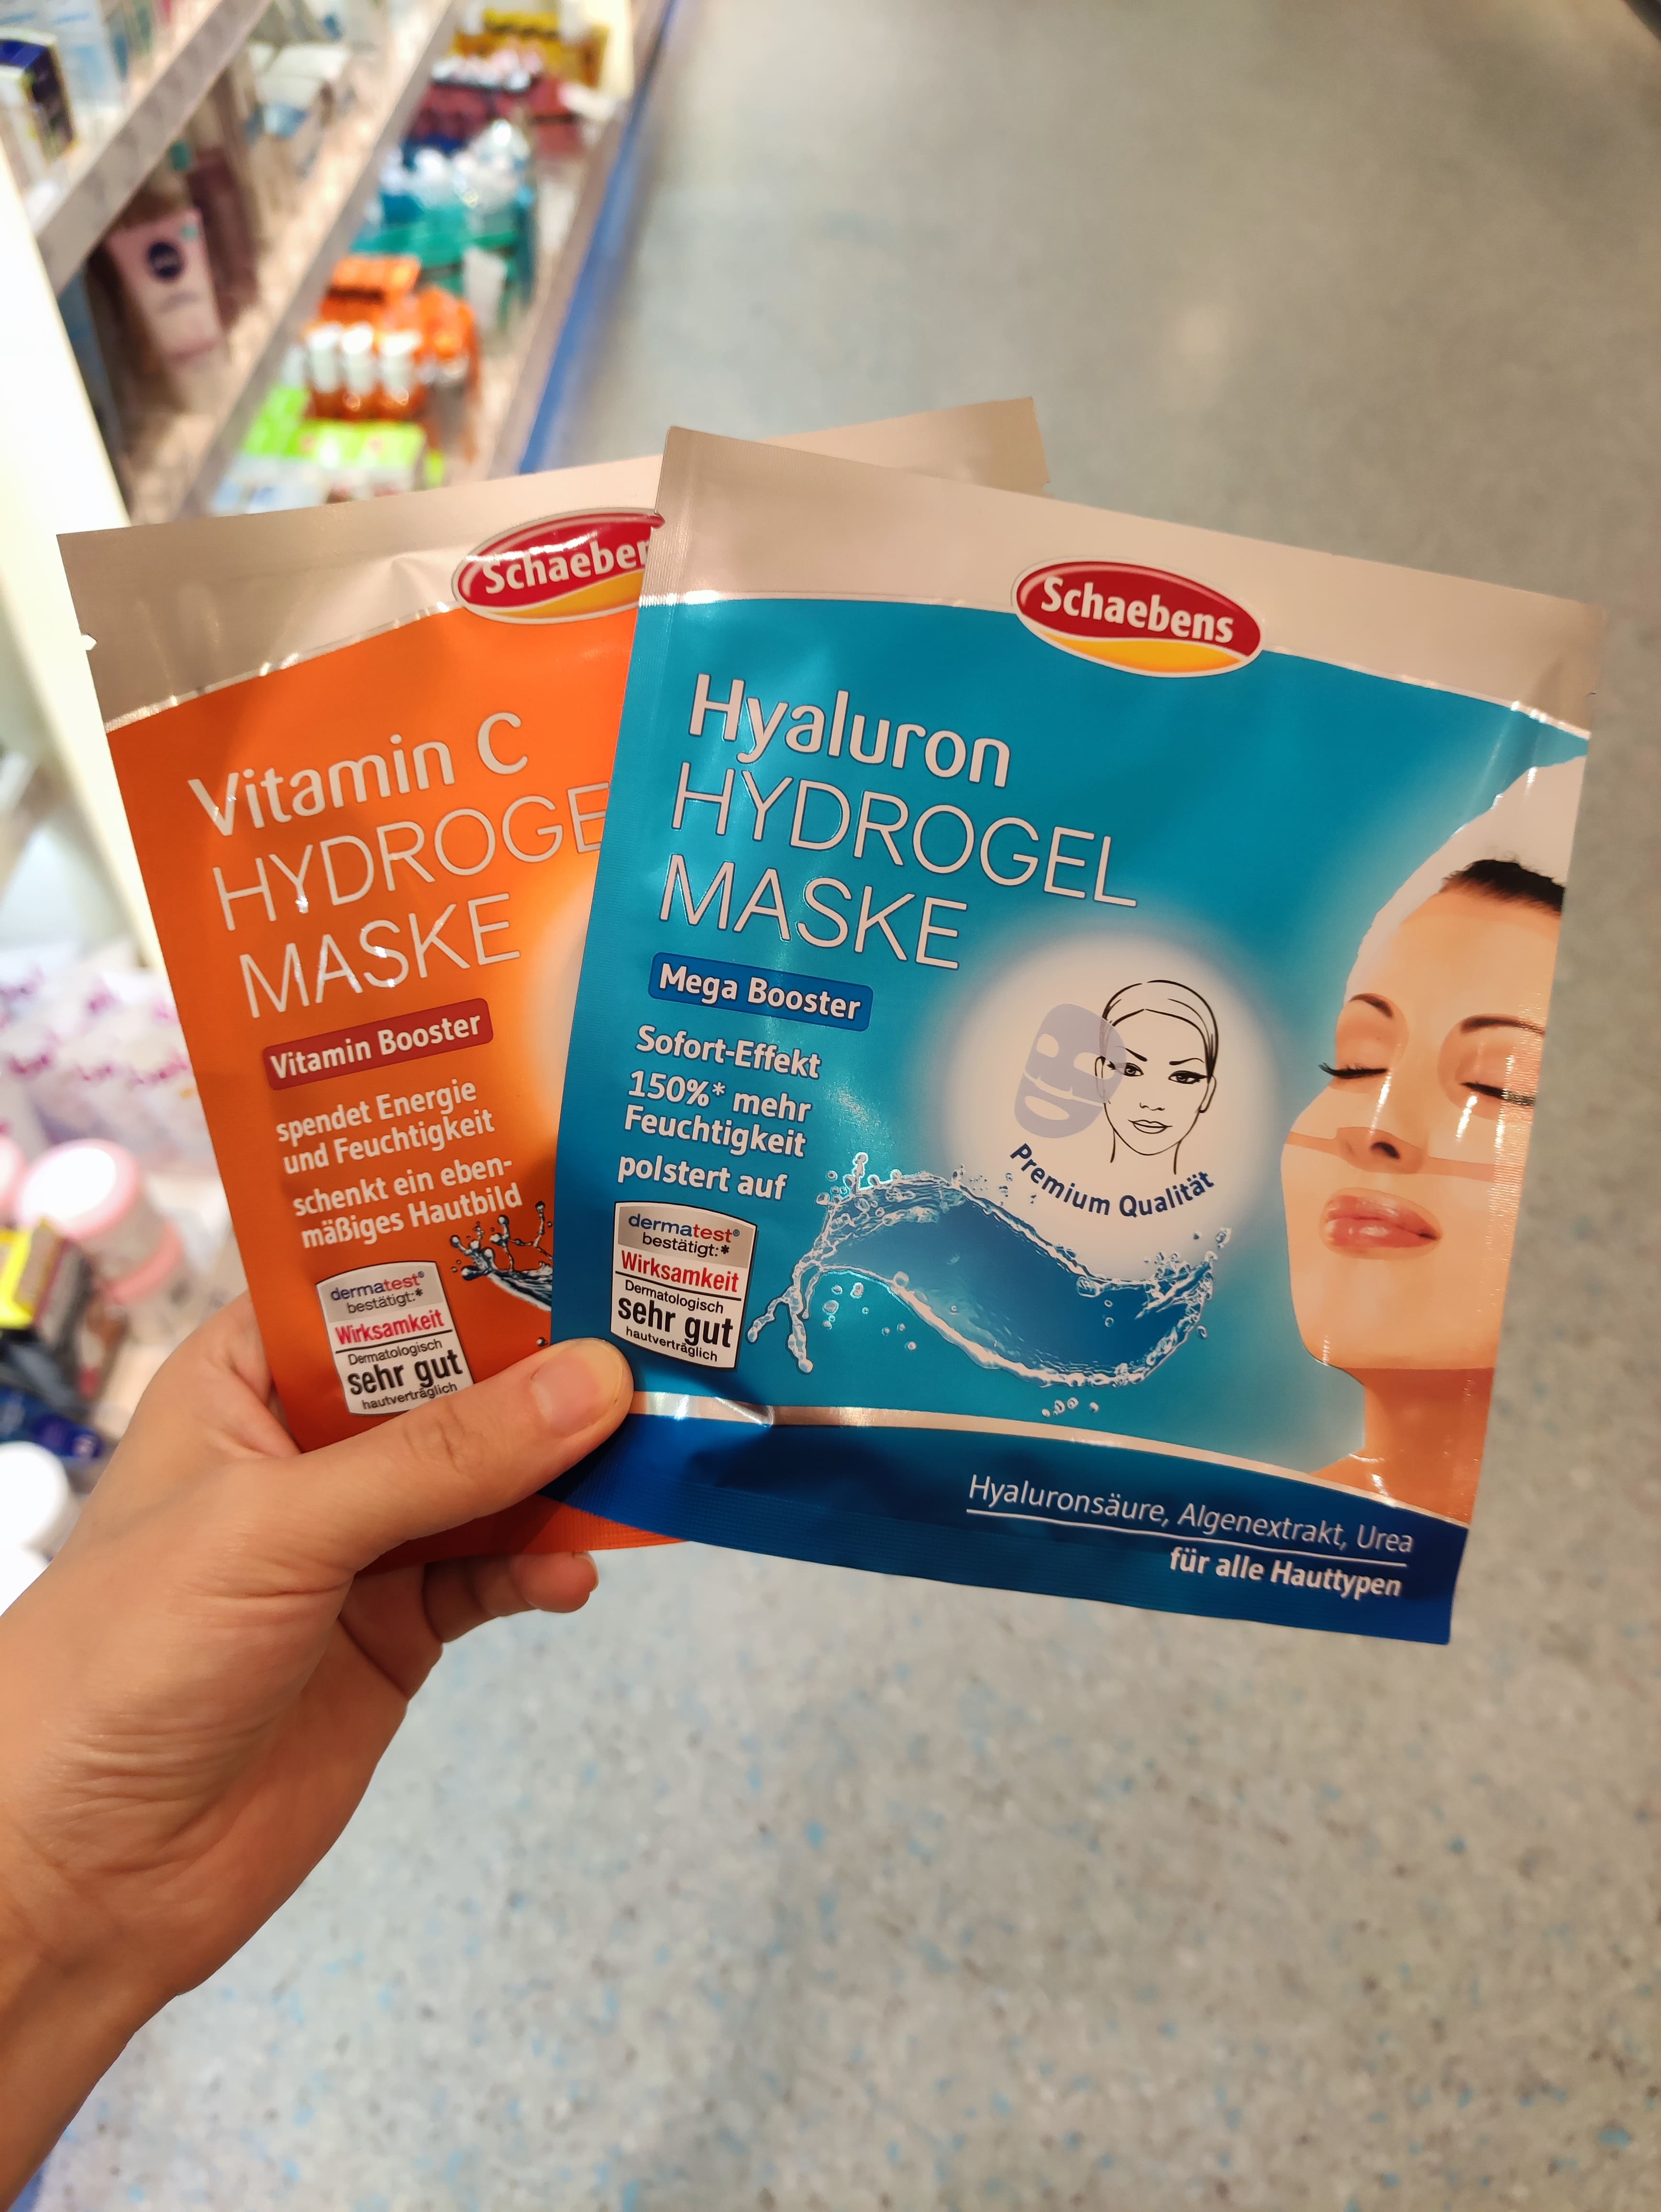 Schaeben
Vitamin C
HYDROGE
MASKE
Vitamin Booster
spendet Energie
und Feuchtigkeit
schenkt ein eben-
mäßiges Hautbild
dermatest®
bestätigt:*
Wirksamkeit
Dermatologisch
sehr gut
hautverträglich
Schaebens
Hyaluron
HYDROGEL
MASKE
Mega Booster
Sofort-Effekt
150%* mehr
Feuchtigkeit
polstert auf
Premium Qualität
dermatest®
bestätigt:*
Wirksamkeit
Dermatologisch
sehr gut
hautverträglich
Hyaluronsäure, Algenextrakt, Urea
für alle Hauttypen